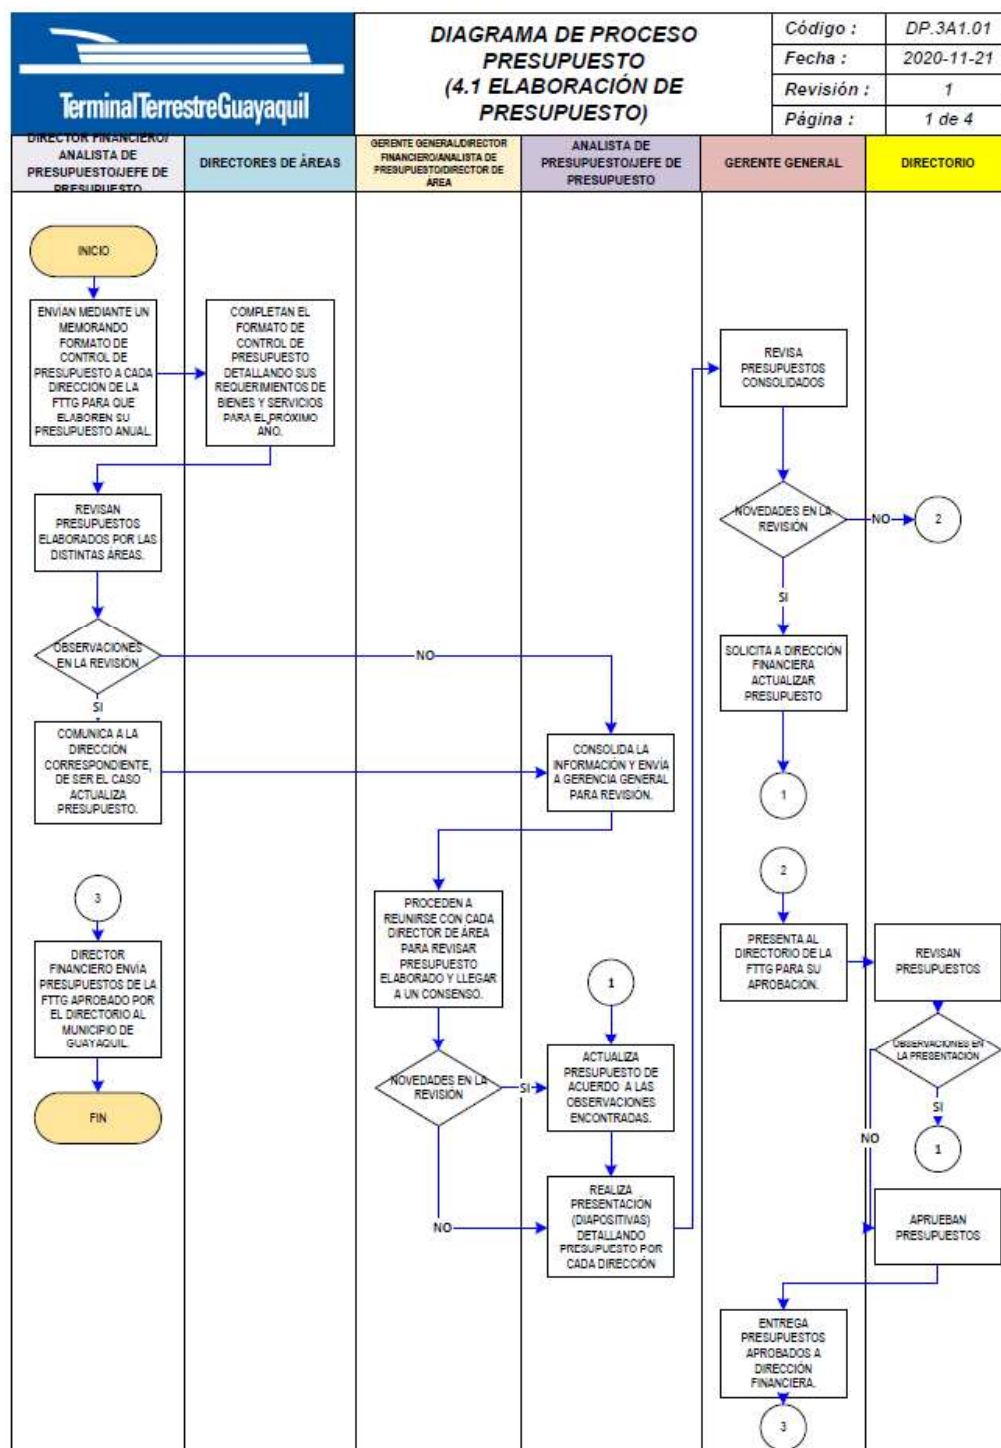 TerminalTerrestreGuayaquil
DIAGRAMA DE PROCESO
PRESUPUESTO
(4.1 ELABORACIÓN DE
PRESUPUESTO)
Código :
DP.3A1.01
Fecha :
2020-11-21
Revisión :
1
Página :
1 de 4
DIRECTOR FINANCIERO/
ANALISTA DE
PRESUPUESTO/JEFE DE
PRESUPUESTO
DIRECTORES DE ÁREAS
GERENTE GENERAL/DIRECTOR
FINANCIERO/ANALISTA DE
PRESUPUESTO/DIRECTOR DE
ÁREA
ANALISTA DE
PRESUPUESTO/JEFE DE
PRESUPUESTO
GERENTE GENERAL
DIRECTORIO
INICIO
ENVÍAN MEDIANTE UN
MEMORANDO
FORMATO DE
CONTROL DE
PRESUPUESTO A CADA
DIRECCIÓN DE LA
FTTG PARA QUE
ELABOREN SU
PRESUPUESTO ANUAL.
COMPLETAN EL
FORMATO DE
CONTROL DE
PRESUPUESTO
DETALLANDO SUS
REQUERIMIENTOS DE
BIENES Y SERVICIOS
PARA EL PRÓXIMO
AÑO.
REVISA
PRESUPUESTOS
CONSOLIDADOS
REVISAN
PRESUPUESTOS
ELABORADOS POR LAS
DISTINTAS ÁREAS.
NOVEDADES EN LA
REVISIÓN
NO
2
SI
OBSERVACIONES
EN LA REVISIÓN
NO
SI
SOLICITA A DIRECCIÓN
FINANCIERA
ACTUALIZAR
PRESUPUESTO
COMUNICA A LA
DIRECCIÓN
CORRESPONDIENTE,
DE SER EL CASO
ACTUALIZA
PRESUPUESTO.
CONSOLIDA LA
INFORMACIÓN Y ENVÍA
A GERENCIA GENERAL
PARA REVISIÓN.
1
2
3
PROCEDEN A
REUNIRSE CON CADA
DIRECTOR DE ÁREA
PARA REVISAR
PRESUPUESTO
ELABORADO Y LLEGAR
A UN CONSENSO.
PRESENTA AL
DIRECTORIO DE LA
FTTG PARA SU
APROBACION.
REVISAN
PRESUPUESTOS
DIRECTOR
FINANCIERO ENVÍA
PRESUPUESTOS DE LA
FTTG APROBADO POR
EL DIRECTORIO AL
MUNICIPIO DE
GUAYAQUIL.
1
OBSERVACIONES EN
LA PRESENTACIÓN
NOVEDADES EN LA
REVISIÓN
SI
ACTUALIZA
PRESUPUESTO DE
ACUERDO A LAS
OBSERVACIONES
ENCONTRADAS.
FIN
SI
NO
1
REALIZA
PRESENTACIÓN
(DIAPOSITIVAS)
DETALLANDO
PRESUPUESTO POR
CADA DIRECCIÓN
NO
APRUEBAN
PRESUPUESTOS
ENTREGA
PRESUPUESTOS
APROBADOS A
DIRECCIÓN
FINANCIERA.
3